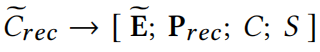 C̃_rec → [ Ẽ; P_rec; C; S ]